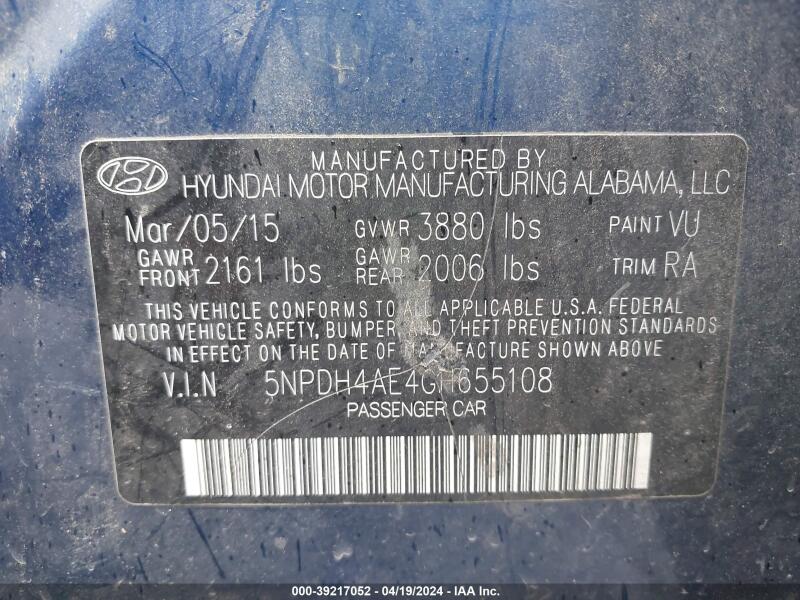 MANUFACTURED BY
HYUNDAI MOTOR MANUFACTURING ALABAMA, LLC
Mar/05/15 GVWR 3880 lbs PAINT VU
GAWR FRONT 2161 lbs GAWR REAR 2006 lbs TRIM RA
THIS VEHICLE CONFORMS TO ALL APPLICABLE U.S.A. FEDERAL
MOTOR VEHICLE SAFETY, BUMPER, AND THEFT PREVENTION STANDARDS
IN EFFECT ON THE DATE OF MANUFACTURE SHOWN ABOVE.
V.I.N 5NPDH4AE4GH655108
PASSENGER CAR
000-39217052 - 04/19/2024 - IAA Inc.